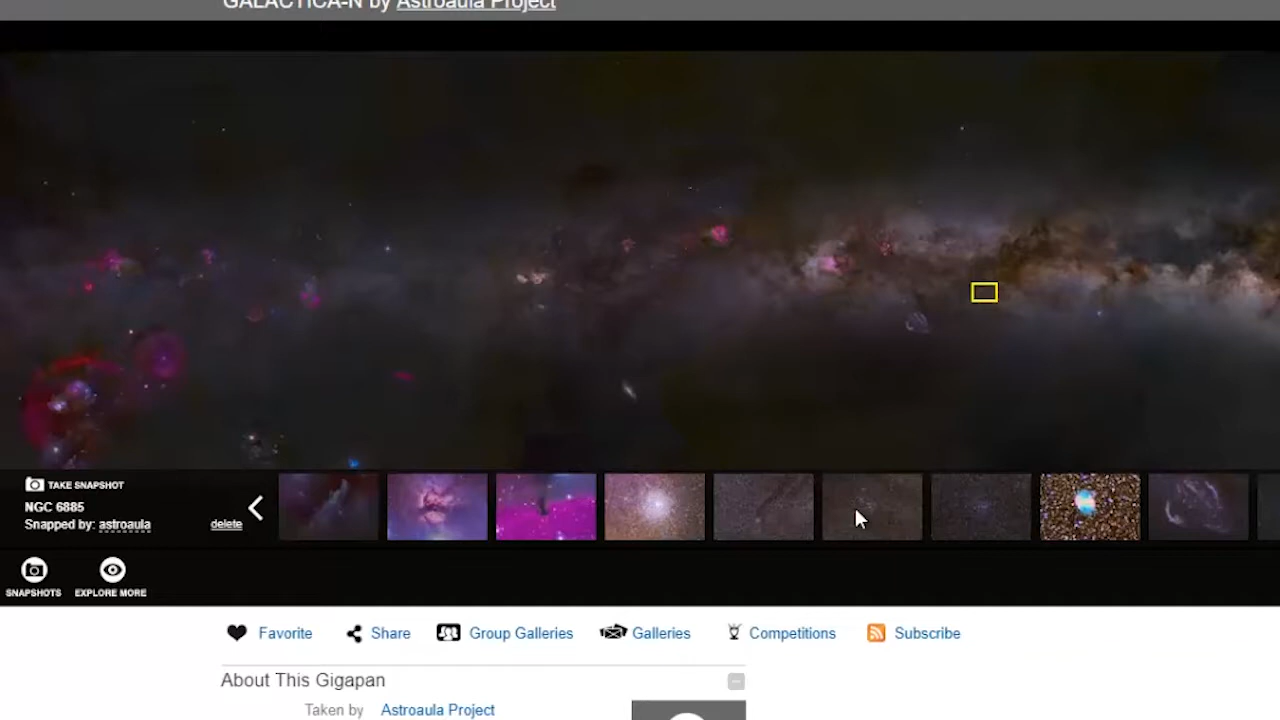 GALACTICA-N by Astroaula Project
TAKE SNAPSHOT
NGC 6885
Snapped by: astroaula
delete
SNAPSHOTS
EXPLORE MORE
Favorite
Share
Group Galleries
Galleries
Competitions
Subscribe
About This Gigapan
Taken by
Astroaula Project